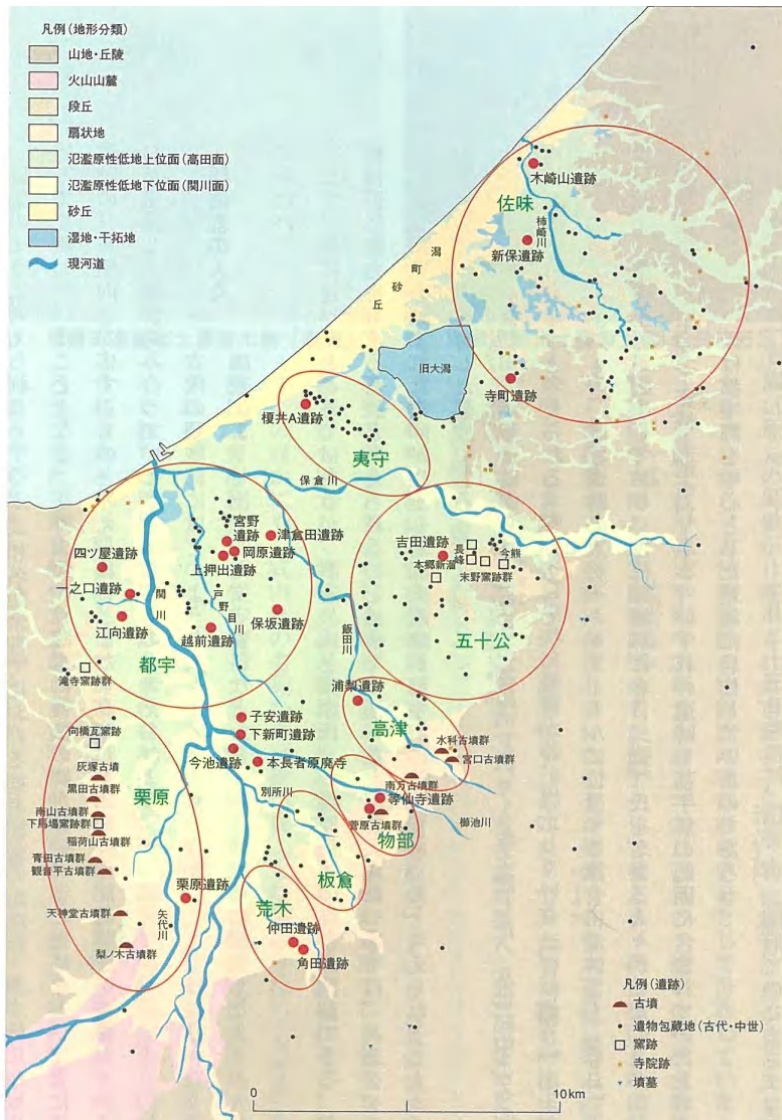 凡例(地形分類)
山地・丘陵
火山山麓
段丘
扇状地
氾濫原性低地上位面(高田面)
氾濫原性低地下位面(関川面)
砂丘
湿地・干拓地
現河道
木崎山遺跡
佐味
柿崎川
新保遺跡
潟町砂丘
旧大潟
寺町遺跡
榎井A遺跡
夷守
保倉川
宮野遺跡
津倉田遺跡
四ツ屋遺跡
岡原遺跡
上押出遺跡
吉田遺跡
長峰
今熊
本郷新溜
末野窯跡群
一之口遺跡
関川
戸野目川
保坂遺跡
江向遺跡
越前遺跡
飯田川
五十公
都宇
滝寺窯跡群
浦梨遺跡
子安遺跡
高津
向橋瓦窯跡
下新町遺跡
水科古墳群
宮口古墳群
今池遺跡
本長者原廃寺
灰塚古墳
栗原
別所川
南方古墳群
黒田古墳群
等仙寺遺跡
南山古墳群
下馬場窯跡群
菅原古墳群
御池川
稲荷山古墳群
物部
青田古墳群
観音平古墳群
板倉
栗原遺跡
荒木
天神堂古墳群
矢代川
仲田遺跡
梨ノ木古墳群
角田遺跡
凡例(遺跡)
古墳
遺物包蔵地(古代・中世)
窯跡
寺院跡
墳墓
0
10km